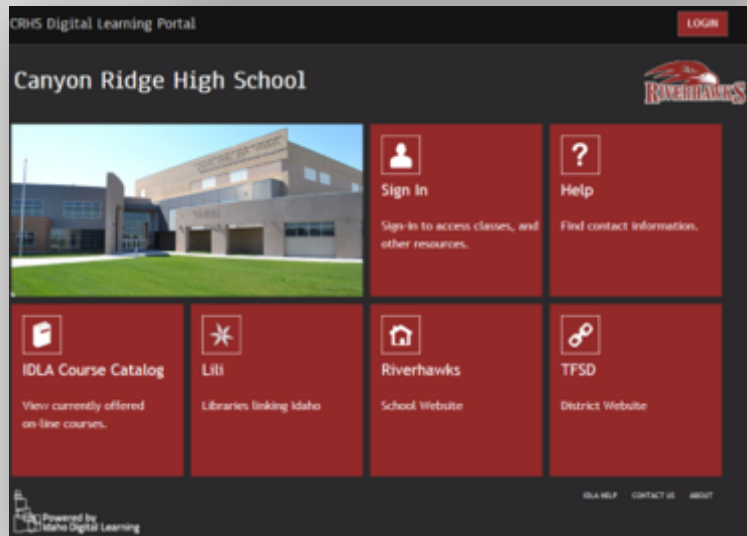 CRHS Digital Learning Portal
LOGIN
Canyon Ridge High School
RIVERHAWKS
Sign In
Sign-in to access classes, and
other resources.
Help
Find contact information.
IDLA Course Catalog
View currently offered
on-line courses.
Lili
Libraries linking Idaho
Riverhawks
School Website
TFSD
District Website
IDLA HELP CONTACT US ABOUT
Powered by
Idaho Digital Learning